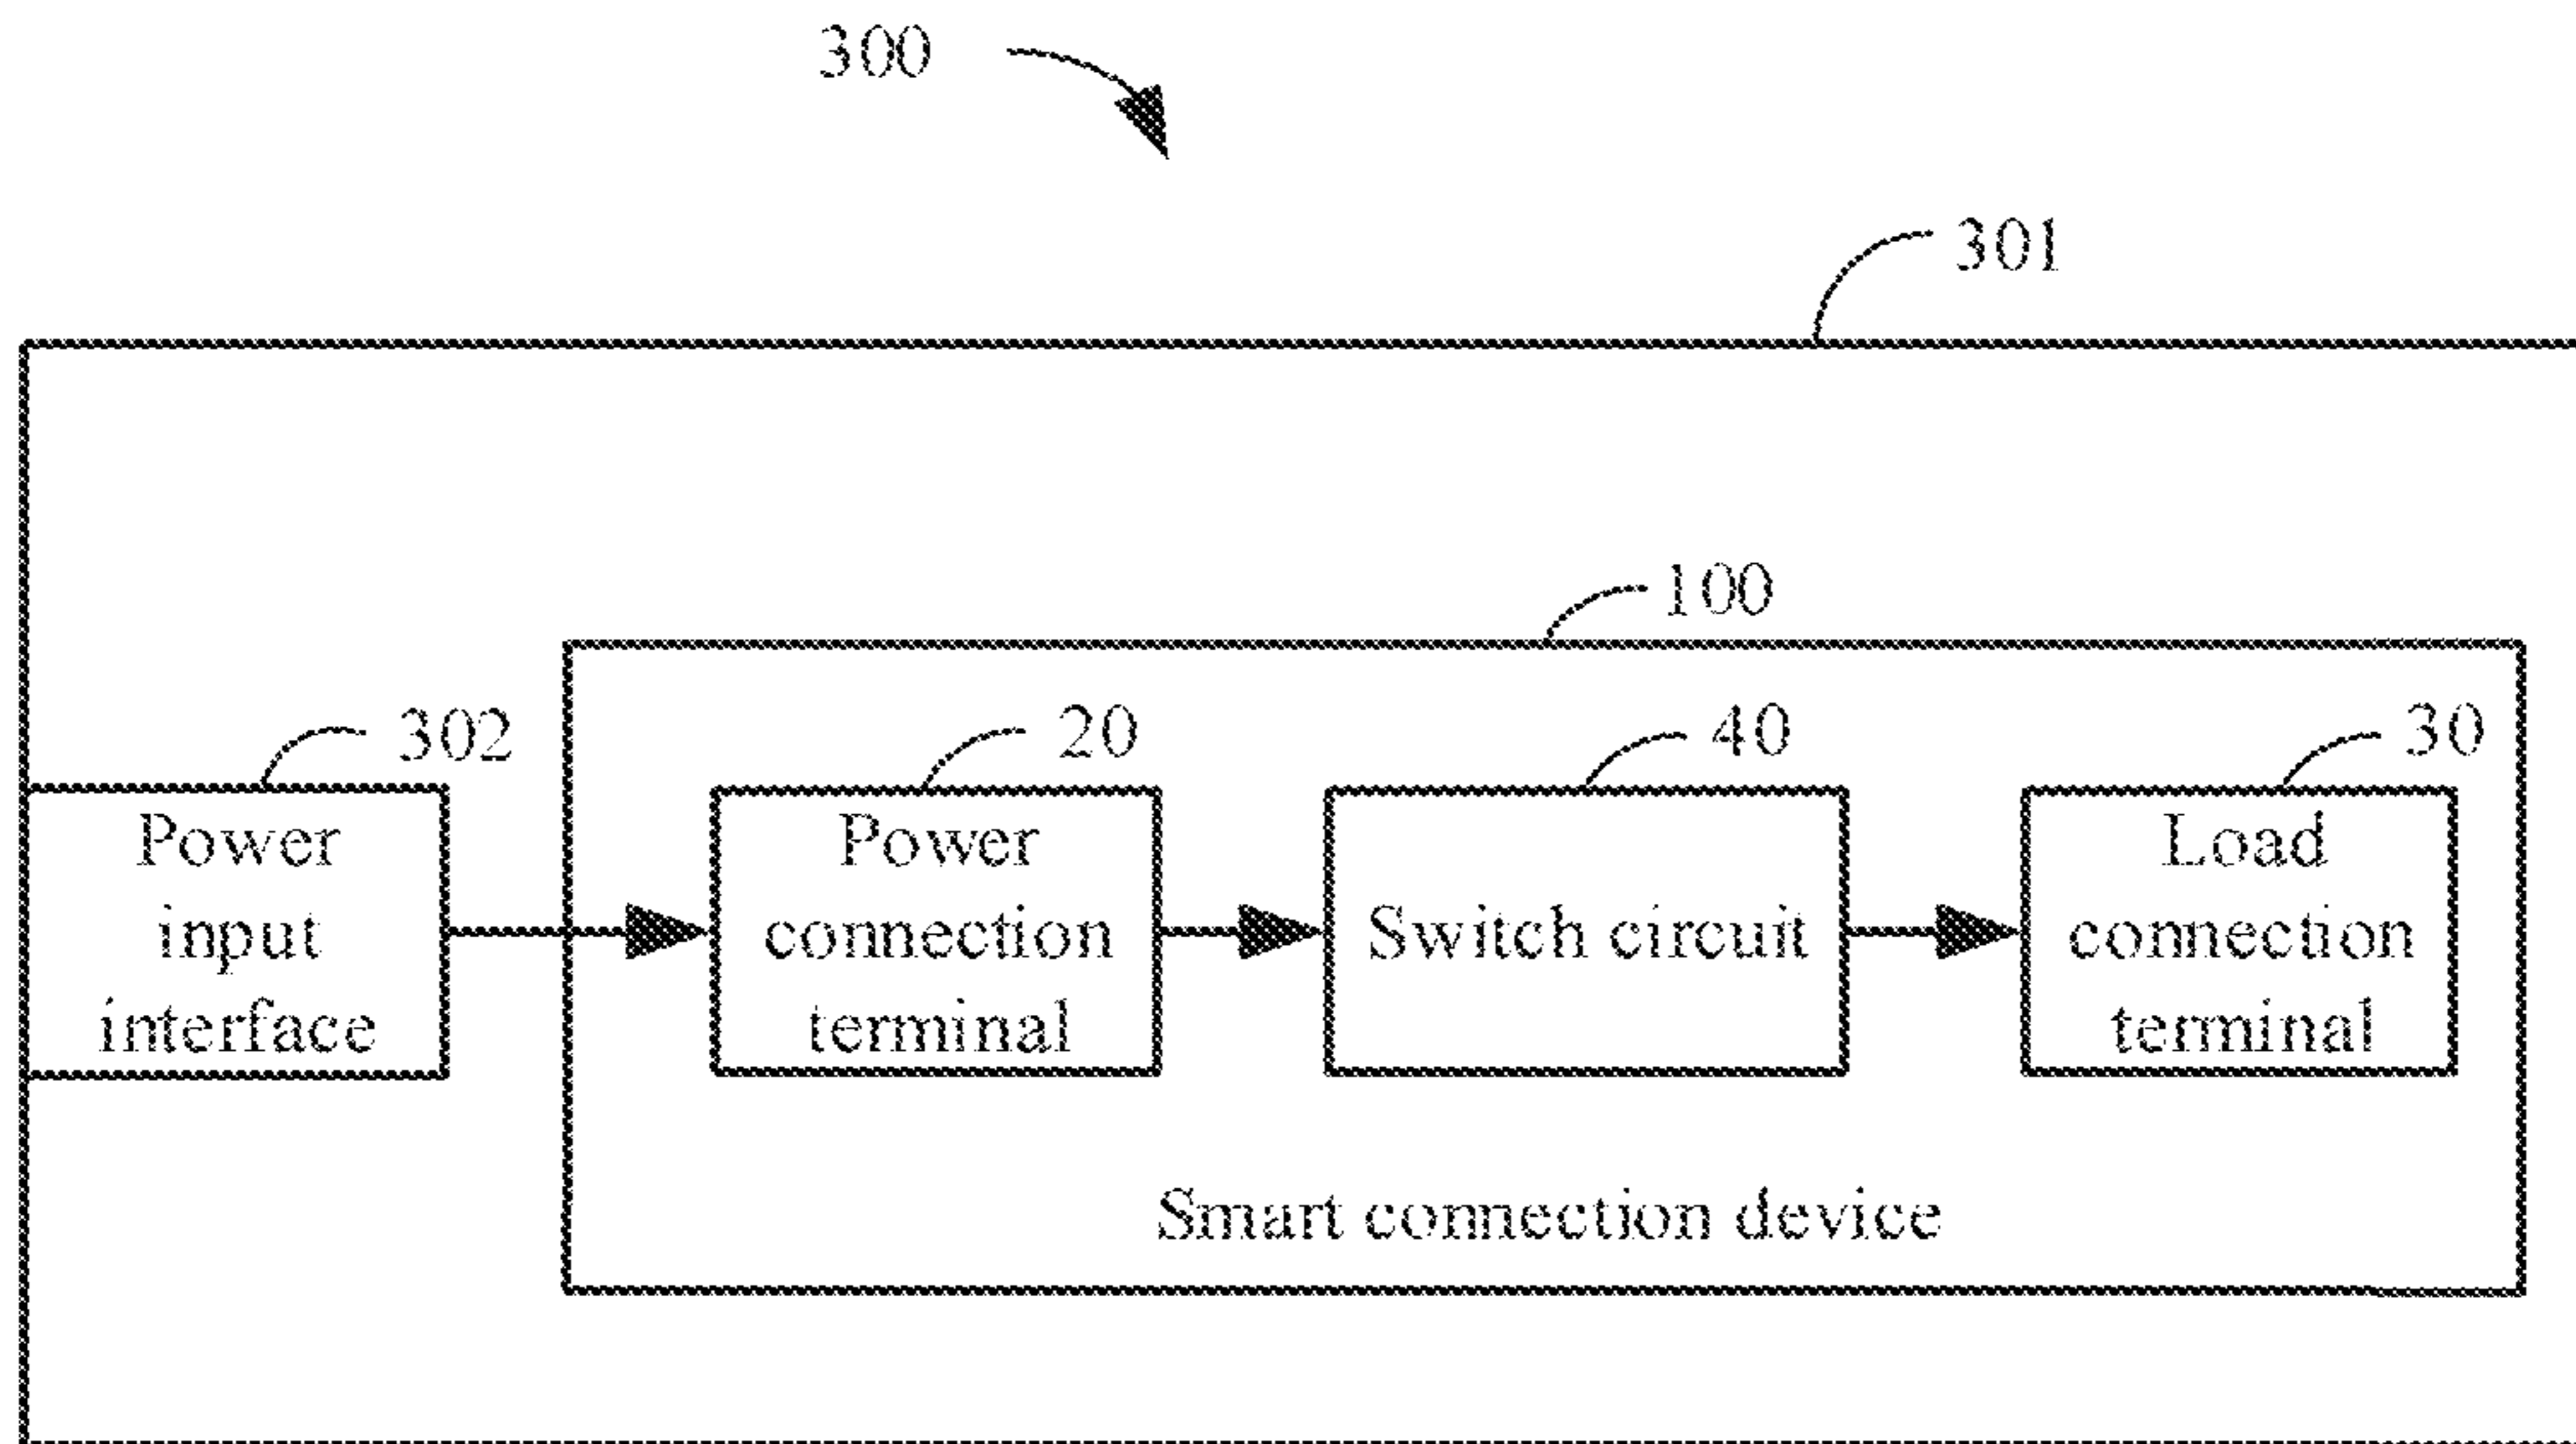 300
301
100
302
20
40
30
Power
input
interface
Power
connection
terminal
Switch circuit
Load
connection
terminal
Smart connection device